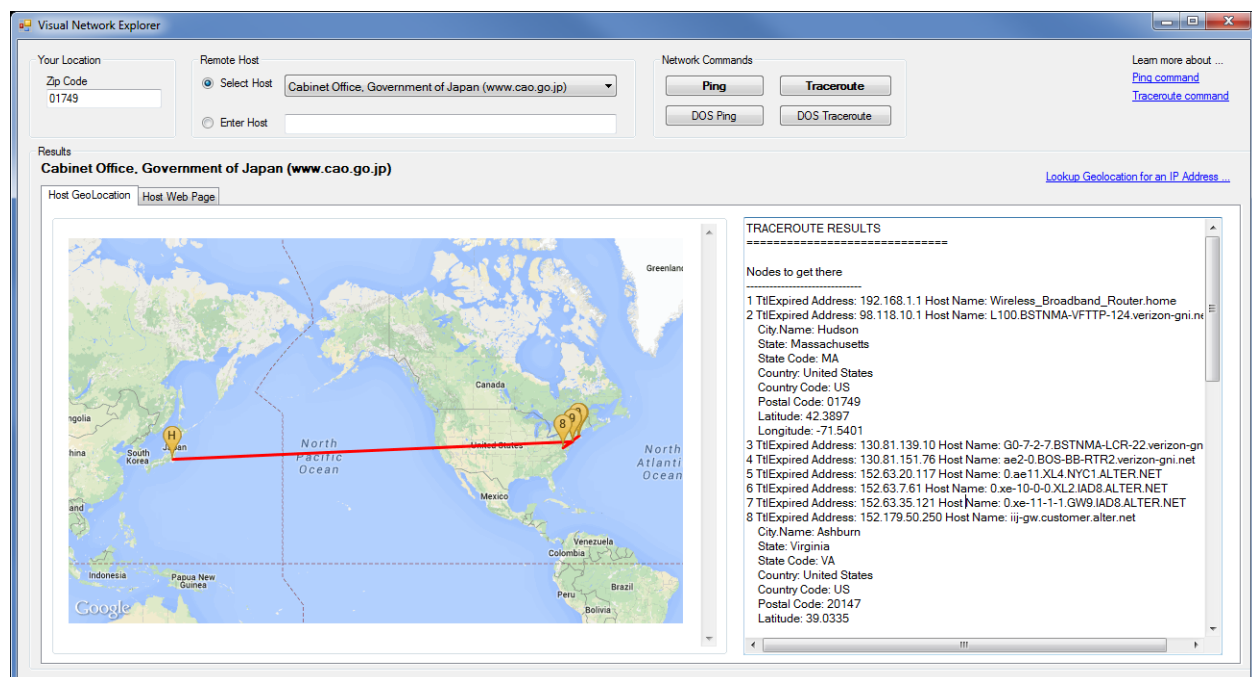 Visual Network Explorer
Your Location
Zip Code
01749
Remote Host
Select Host
Cabinet Office, Government of Japan (www.cao.go.jp)
Enter Host
Network Commands
Ping
Traceroute
DOS Ping
DOS Traceroute
Learn more about ...
Ping command
Traceroute command
Results
Cabinet Office, Government of Japan (www.cao.go.jp)
Lookup Geolocation for an IP Address ...
Host GeoLocation
Host Web Page
Greenland
Canada
ngolia
H
8
9
hina
South
Korea
North
Pacific
Ocean
United States
North
Atlanti
Ocean
Mexico
and
Venezuela
Colombia
Indonesia
Papua New
Guinea
Peru
Brazil
Bolivia
Google
TRACEROUTE RESULTS
==============================
Nodes to get there
------------------------------
1 TtlExpired Address: 192.168.1.1 Host Name: Wireless_Broadband_Router.home
2 TtlExpired Address: 98.118.10.1 Host Name: L100.BSTNMA-VFTTP-124.verizon-gni.ne
City.Name: Hudson
State: Massachusetts
State Code: MA
Country: United States
Country Code: US
Postal Code: 01749
Latitude: 42.3897
Longitude: -71.5401
3 TtlExpired Address: 130.81.139.10 Host Name: G0-7-2-7.BSTNMA-LCR-22.verizon-gn
4 TtlExpired Address: 130.81.151.76 Host Name: ae2-0.BOS-BB-RTR2.verizon-gni.net
5 TtlExpired Address: 152.63.20.117 Host Name: 0.ae11.XL4.NYC1.ALTER.NET
6 TtlExpired Address: 152.63.7.61 Host Name: 0.xe-10-0-0.XL2.IAD8.ALTER.NET
7 TtlExpired Address: 152.63.35.121 Host Name: 0.xe-11-1-1.GW9.IAD8.ALTER.NET
8 TtlExpired Address: 152.179.50.250 Host Name: iij-gw.customer.alter.net
City.Name: Ashburn
State: Virginia
State Code: VA
Country: United States
Country Code: US
Postal Code: 20147
Latitude: 39.0335